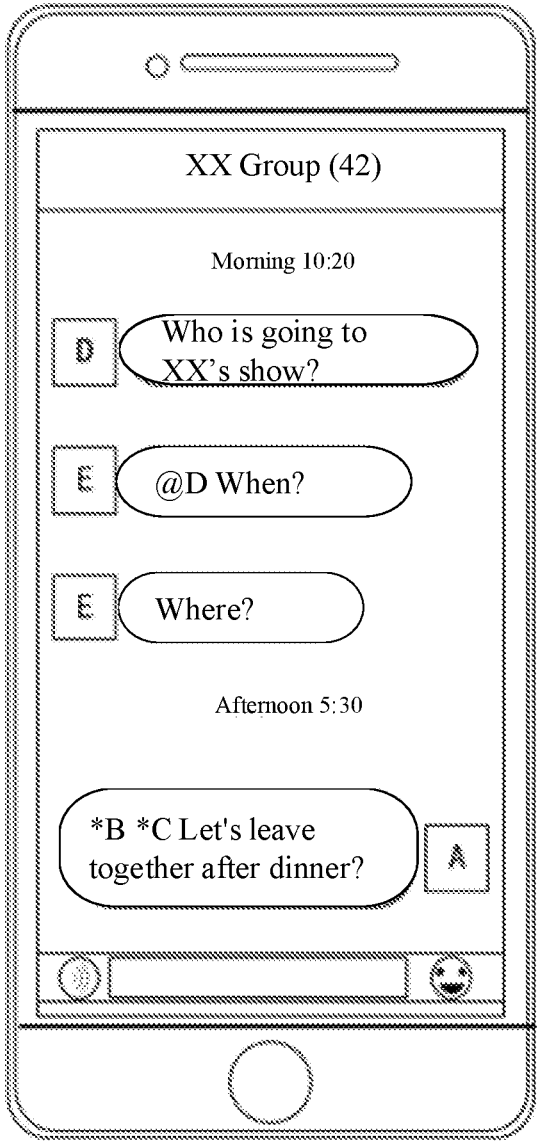 XX Group (42)
Morning 10:20
D
Who is going to
XX's show?
E
@D When?
E
Where?
Afternoon 5:30
*B *C Let's leave
together after dinner?
A